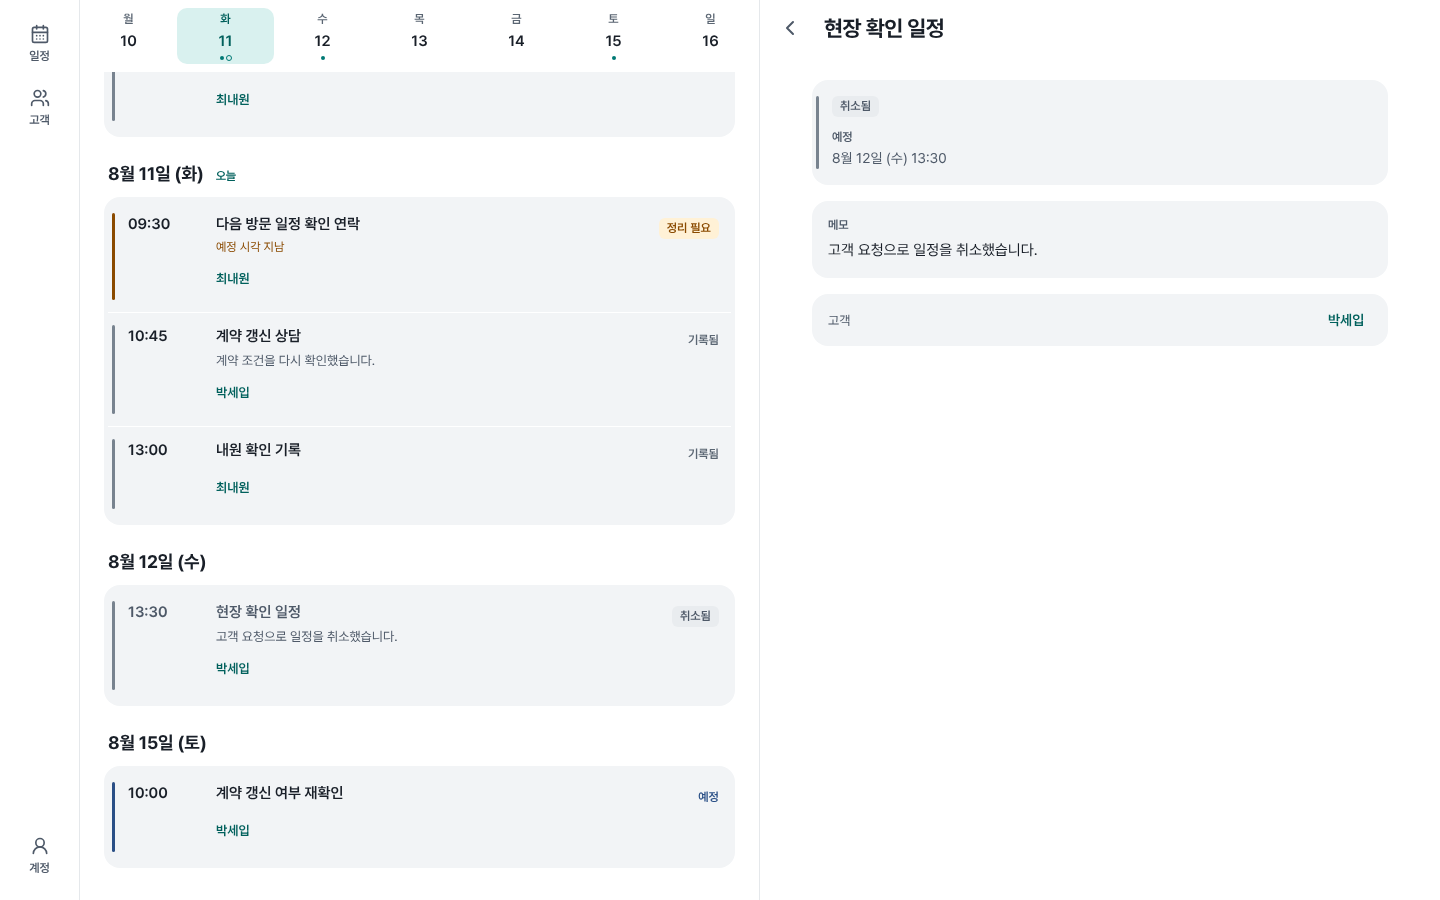 일정
고객
계정
월
10
화
11
수
12
목
13
금
14
토
15
일
16
최내원
8월 11일 (화) 오늘
09:30
다음 방문 일정 확인 연락
정리 필요
예정 시각 지남
최내원
10:45
계약 갱신 상담
기록됨
계약 조건을 다시 확인했습니다.
박세입
13:00
내원 확인 기록
기록됨
최내원
8월 12일 (수)
13:30
현장 확인 일정
취소됨
고객 요청으로 일정을 취소했습니다.
박세입
8월 15일 (토)
10:00
계약 갱신 여부 재확인
예정
박세입
현장 확인 일정
취소됨
예정
8월 12일 (수) 13:30
메모
고객 요청으로 일정을 취소했습니다.
고객
박세입